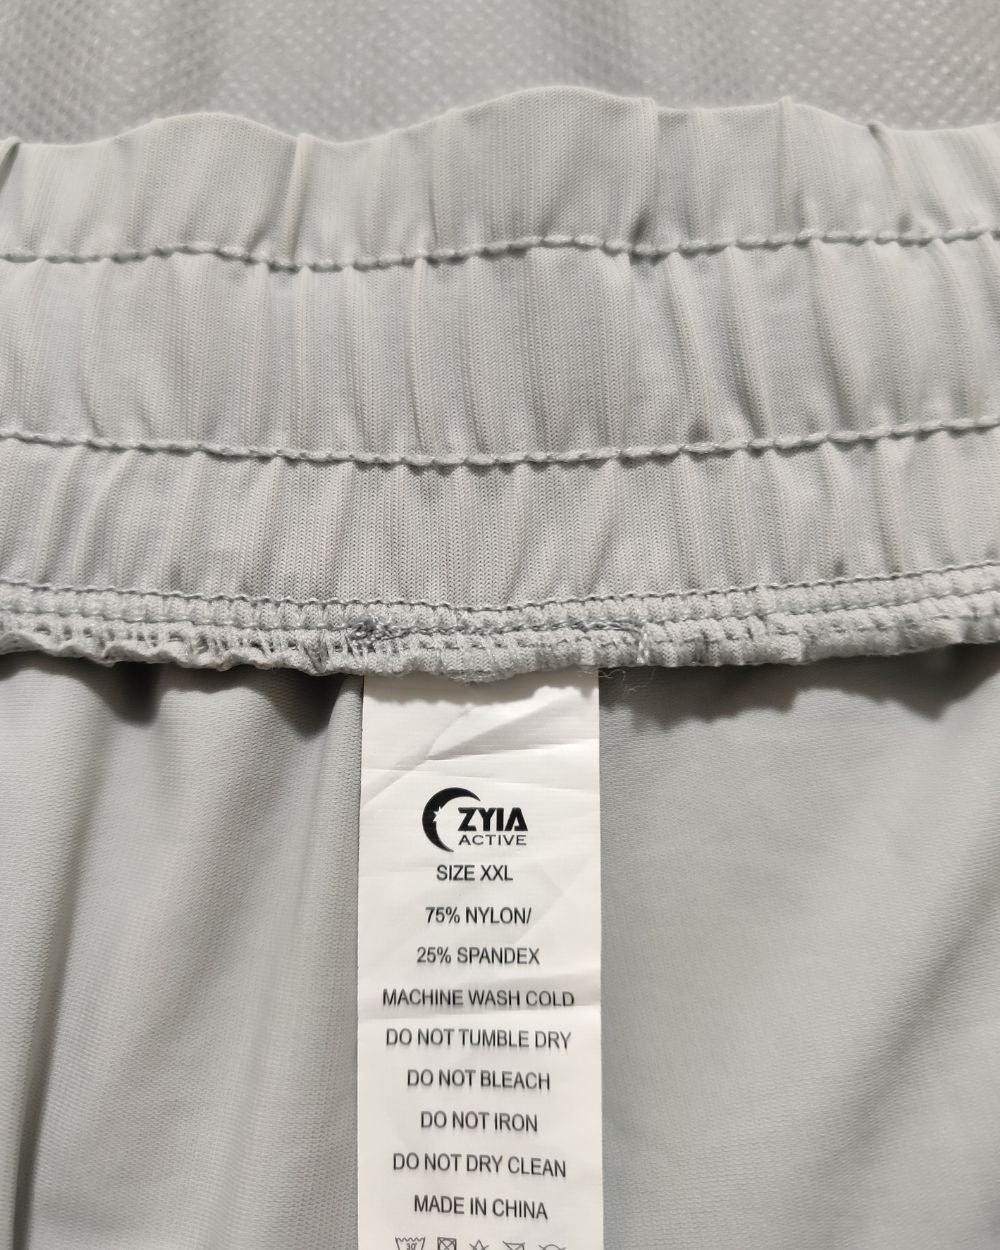 ZYIA
ACTIVE
SIZE XXL
75% NYLON/
25% SPANDEX
MACHINE WASH COLD
DO NOT TUMBLE DRY
DO NOT BLEACH
DO NOT IRON
DO NOT DRY CLEAN
MADE IN CHINA
30°